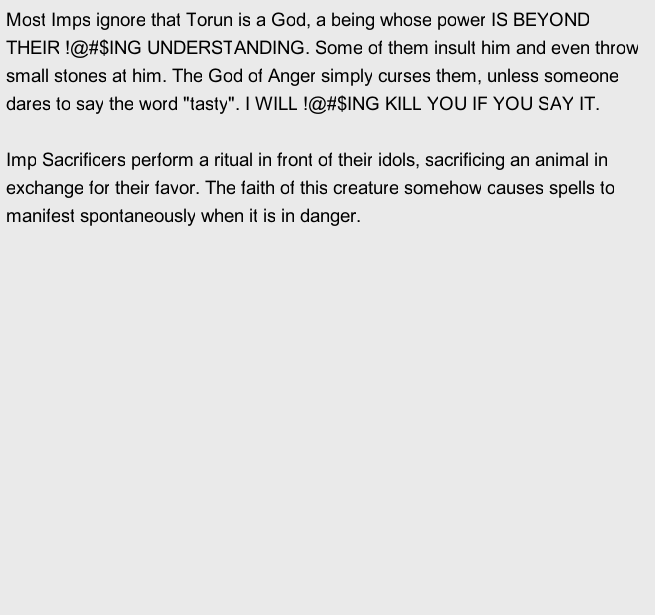 Most Imps ignore that Torun is a God, a being whose power IS BEYOND
THEIR !@#$ING UNDERSTANDING. Some of them insult him and even throw
small stones at him. The God of Anger simply curses them, unless someone
dares to say the word "tasty". I WILL !@#$ING KILL YOU IF YOU SAY IT.

Imp Sacrificers perform a ritual in front of their idols, sacrificing an animal in
exchange for their favor. The faith of this creature somehow causes spells to
manifest spontaneously when it is in danger.